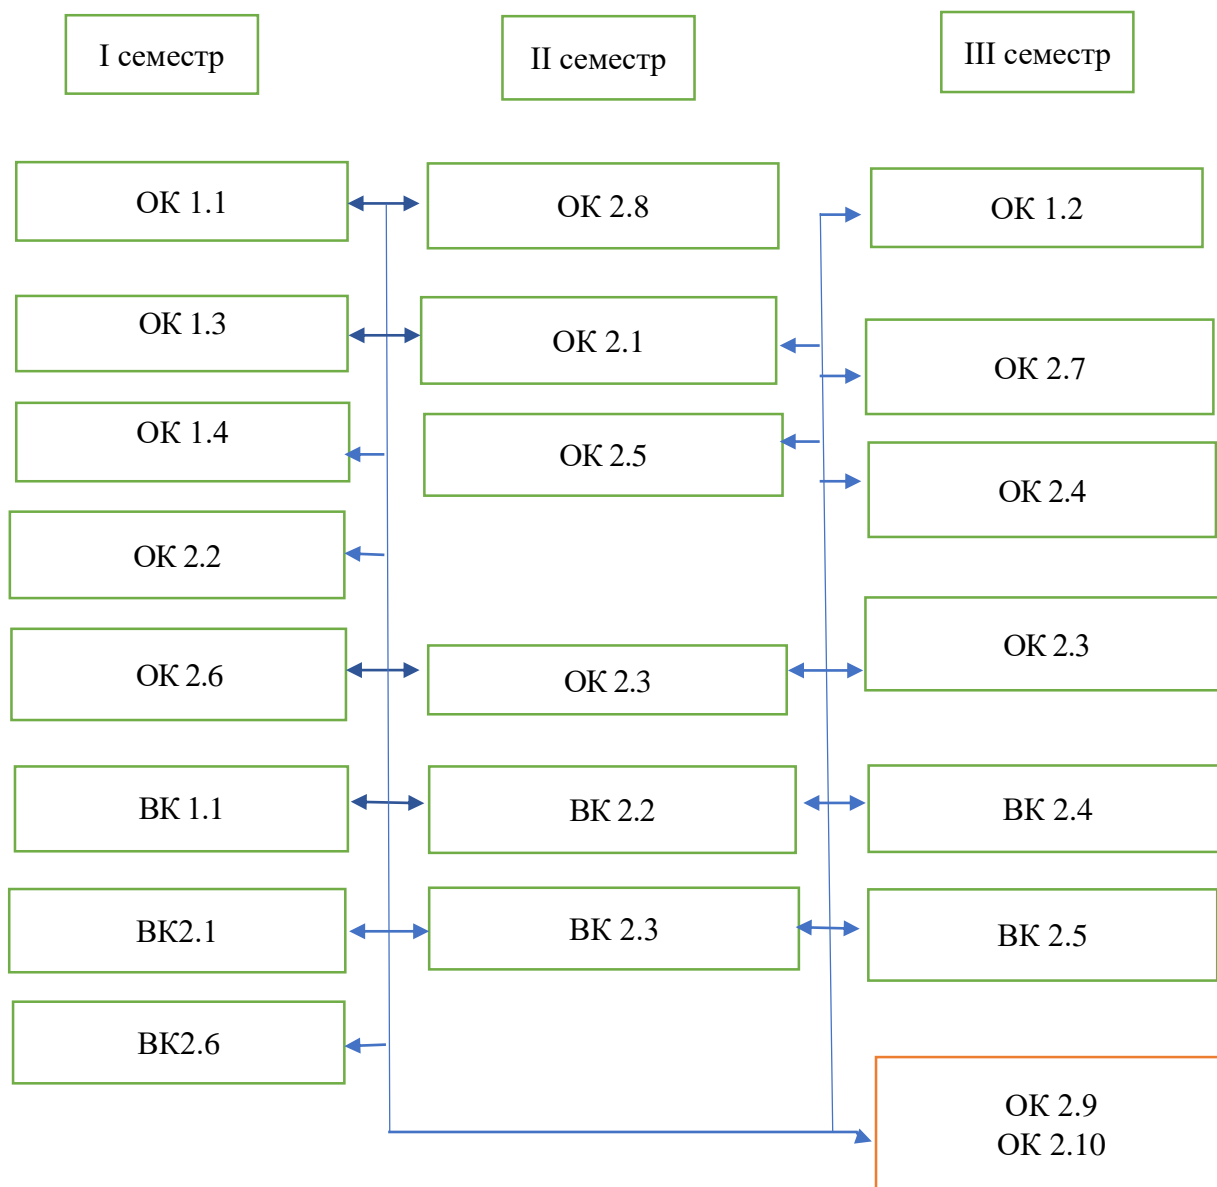 І семестр
ІІ семестр
ІІІ семестр
ОК 1.1
ОК 2.8
ОК 1.2
ОК 1.3
ОК 2.1
ОК 2.7
ОК 1.4
ОК 2.5
ОК 2.4
ОК 2.2
ОК 2.6
ОК 2.3
ОК 2.3
ВК 1.1
ВК 2.2
ВК 2.4
ВК2.1
ВК 2.3
ВК 2.5
ВК2.6
ОК 2.9
ОК 2.10